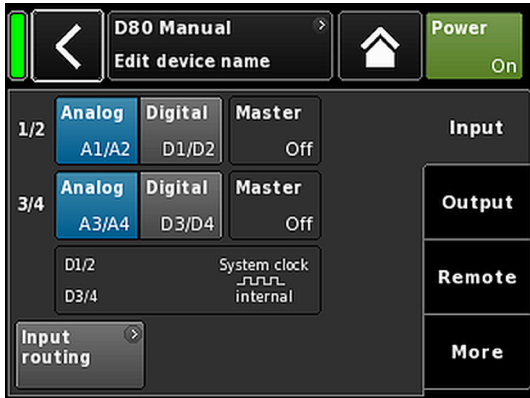 D80 Manual
Edit device name
Power
On
1/2
Analog
A1/A2
Digital
D1/D2
Master
Off
Input
3/4
Analog
A3/A4
Digital
D3/D4
Master
Off
Output
D1/2
System clock
D3/4
internal
Remote
Input
routing
More